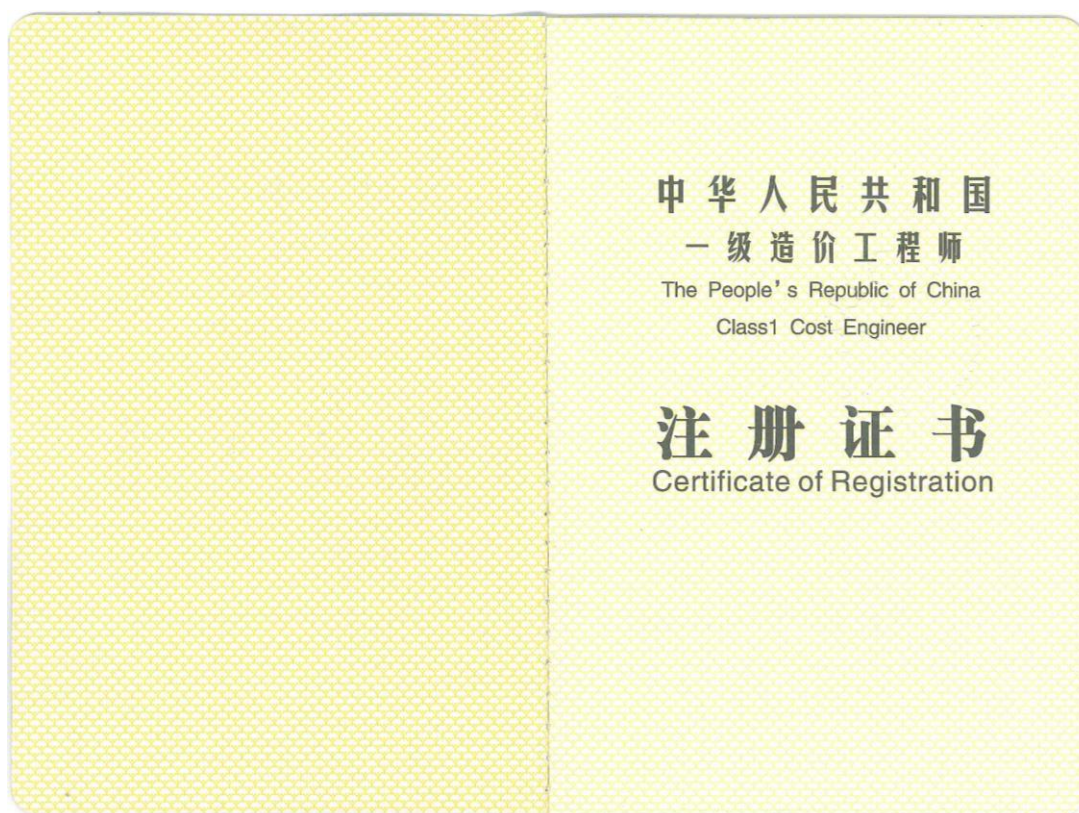 中华人民共和国
一级造价工程师
The People's Republic of China
Class1 Cost Engineer
注册证书
Certificate of Registration